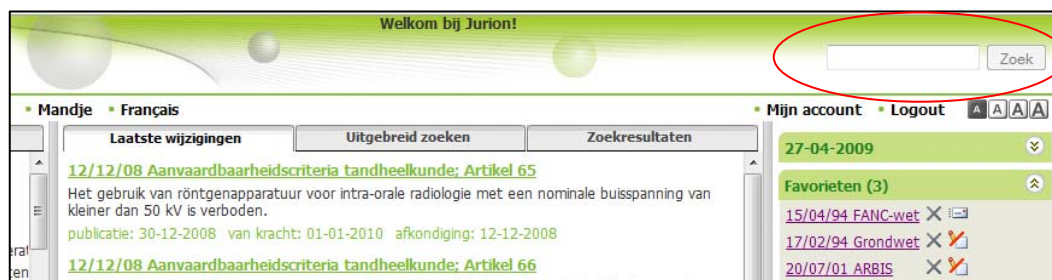 Welkom bij Jurion!
Zoek
Mandje Français
Mijn account Logout A A A A
Laatste wijzigingen Uitgebreid zoeken Zoekresultaten
12/12/08 Aanvaardbaarheidscriteria tandheelkunde; Artikel 65
Het gebruik van röntgenapparatuur voor intra-orale radiologie met een nominale buisspanning van
kleiner dan 50 kV is verboden.
publicatie: 30-12-2008 van kracht: 01-01-2010 afkondiging: 12-12-2008
12/12/08 Aanvaardbaarheidscriteria tandheelkunde; Artikel 66
27-04-2009
Favorieten (3)
15/04/94 FANC-wet
17/02/94 Grondwet
20/07/01 ARBIS